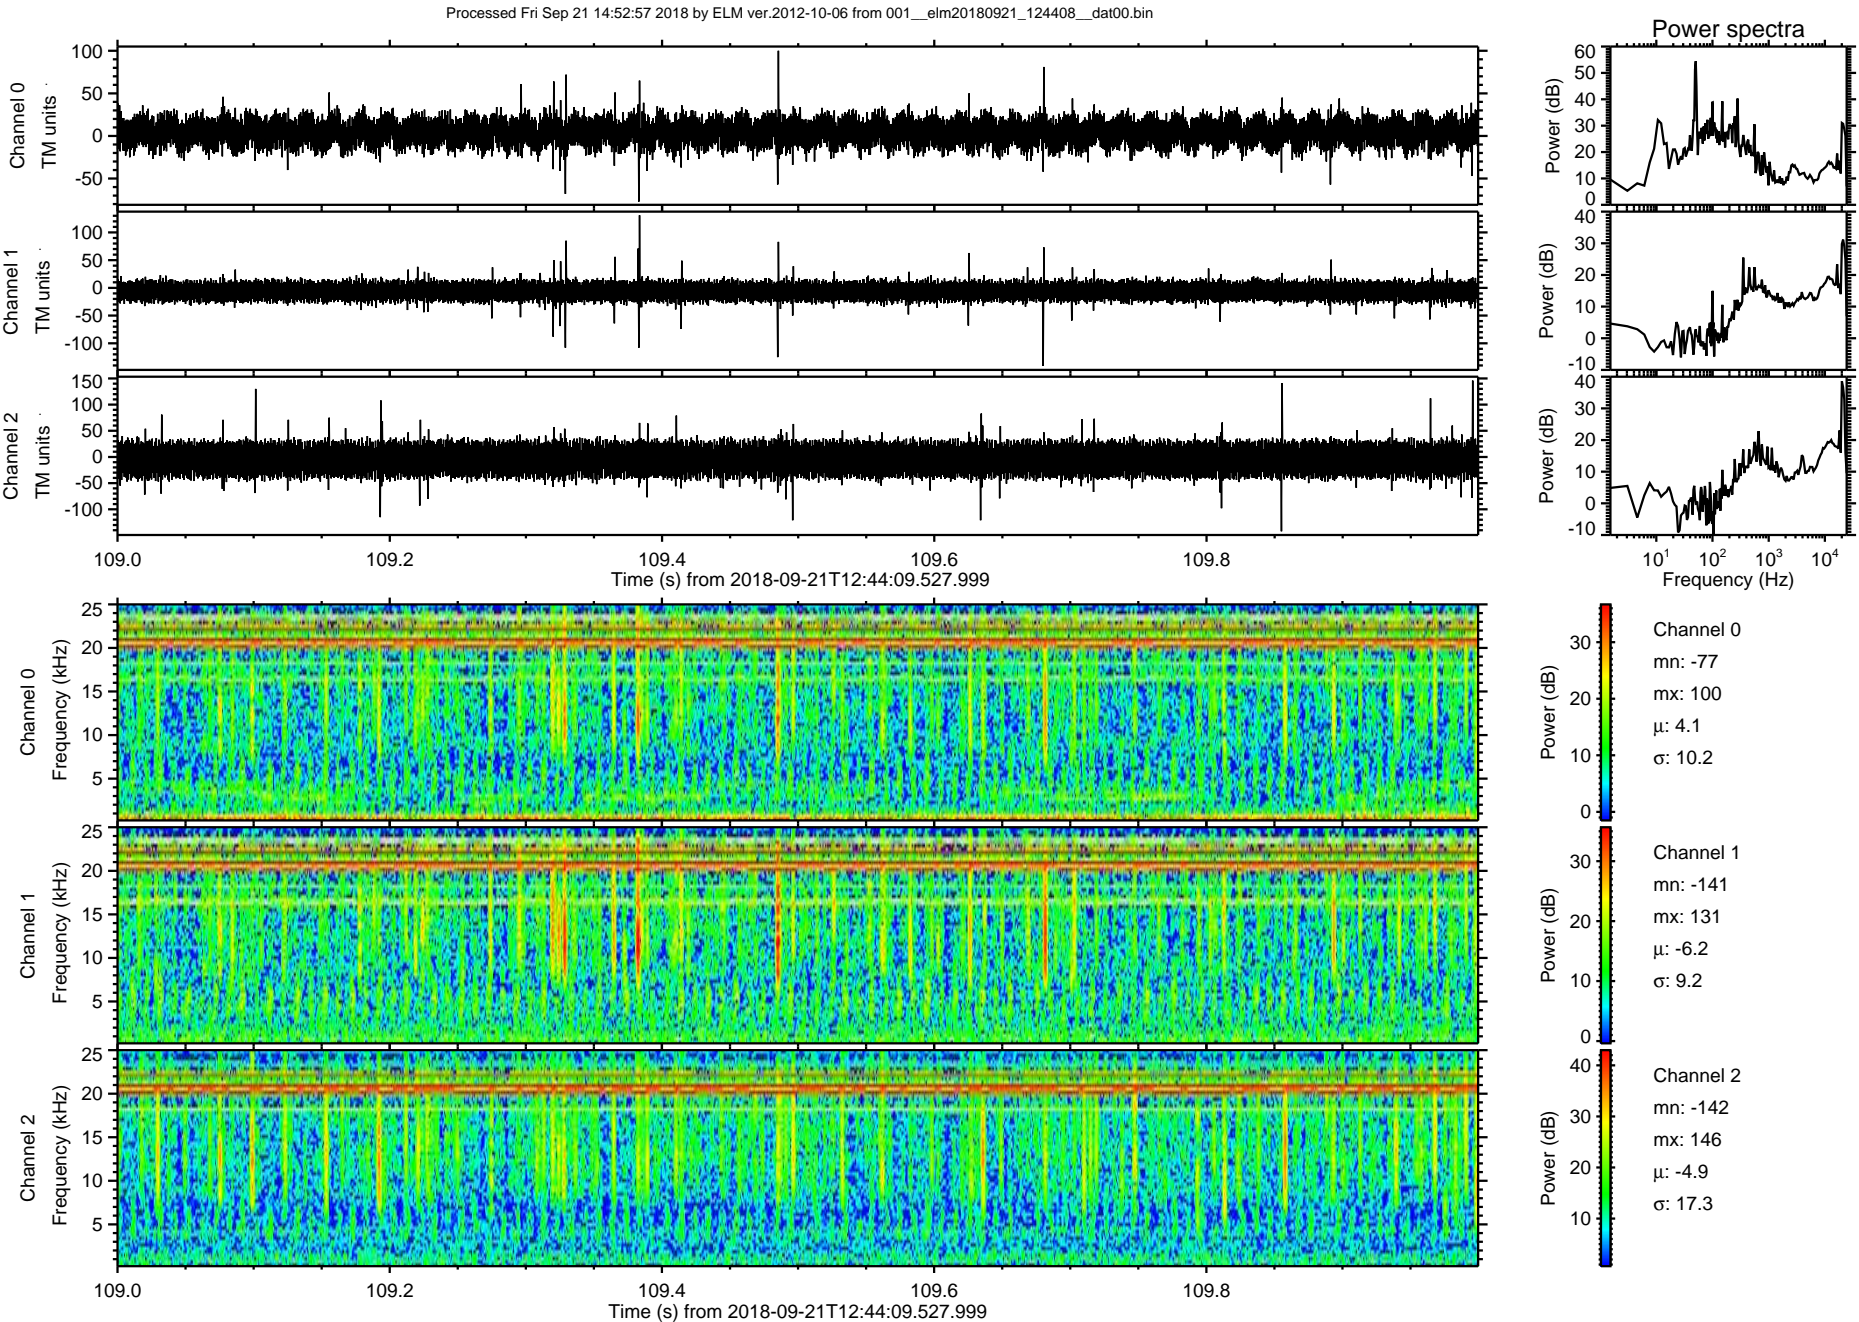 Processed Fri Sep 21 14:52:57 2018 by ELM ver.2012-10-06 from 001__elm20180921_124408__dat00.bin
Power spectra
Channel 0
TM units
100
50
0
-50
Power (dB)
60
50
40
30
20
10
0
Channel 1
TM units
100
50
0
-50
-100
Power (dB)
40
30
20
10
0
-10
Channel 2
TM units
150
100
50
0
-50
-100
Power (dB)
40
30
20
10
0
-10
109.0 109.2 109.4 109.6 109.8
Time (s) from 2018-09-21T12:44:09.527.999
10¹ 10² 10³ 10⁴
Frequency (Hz)
Channel 0
Frequency (kHz)
25
20
15
10
5
Power (dB)
30
20
10
0
Channel 0
mn: -77
mx: 100
μ: 4.1
σ: 10.2
Channel 1
Frequency (kHz)
25
20
15
10
5
Power (dB)
30
20
10
0
Channel 1
mn: -141
mx: 131
μ: -6.2
σ: 9.2
Channel 2
Frequency (kHz)
25
20
15
10
5
Power (dB)
40
30
20
10
Channel 2
mn: -142
mx: 146
μ: -4.9
σ: 17.3
109.0 109.2 109.4 109.6 109.8
Time (s) from 2018-09-21T12:44:09.527.999